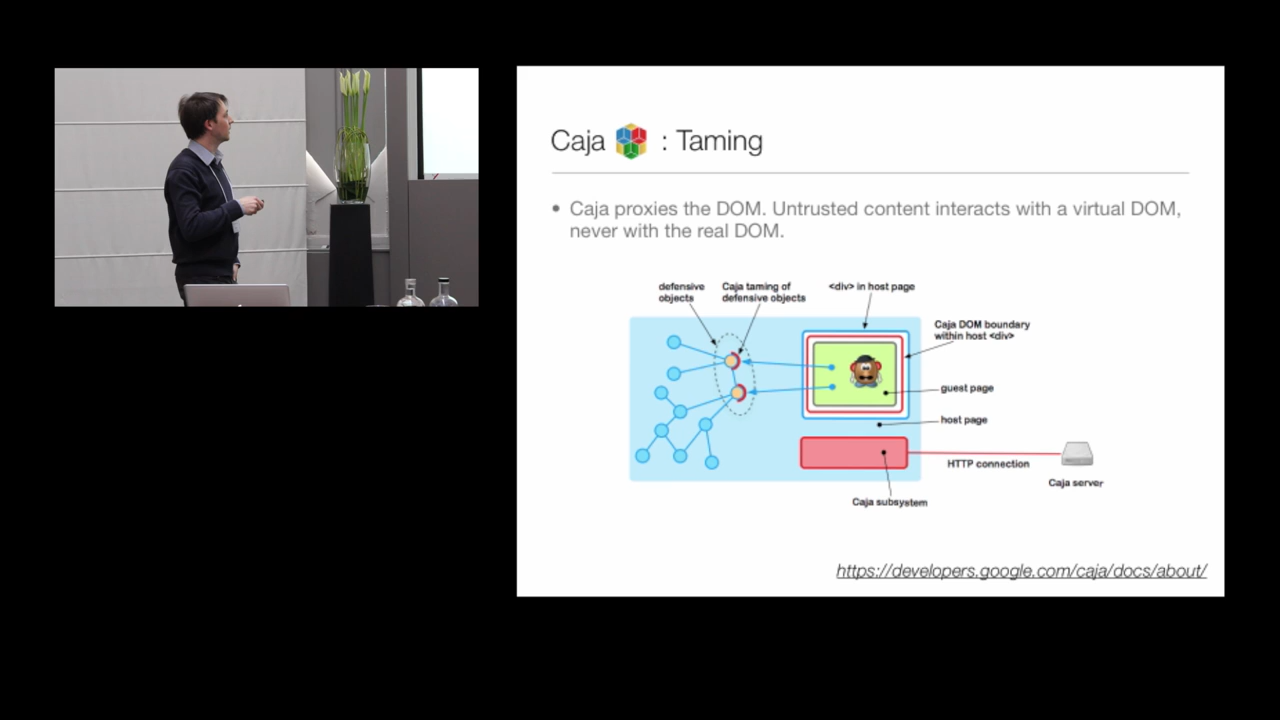 Caja : Taming
• Caja proxies the DOM. Untrusted content interacts with a virtual DOM,
never with the real DOM.
defensive
objects
Caja taming of
defensive objects
<div> in host page
Caja DOM boundary
within host <div>
guest page
host page
HTTP connection
Caja server
Caja subsystem
https://developers.google.com/caja/docs/about/